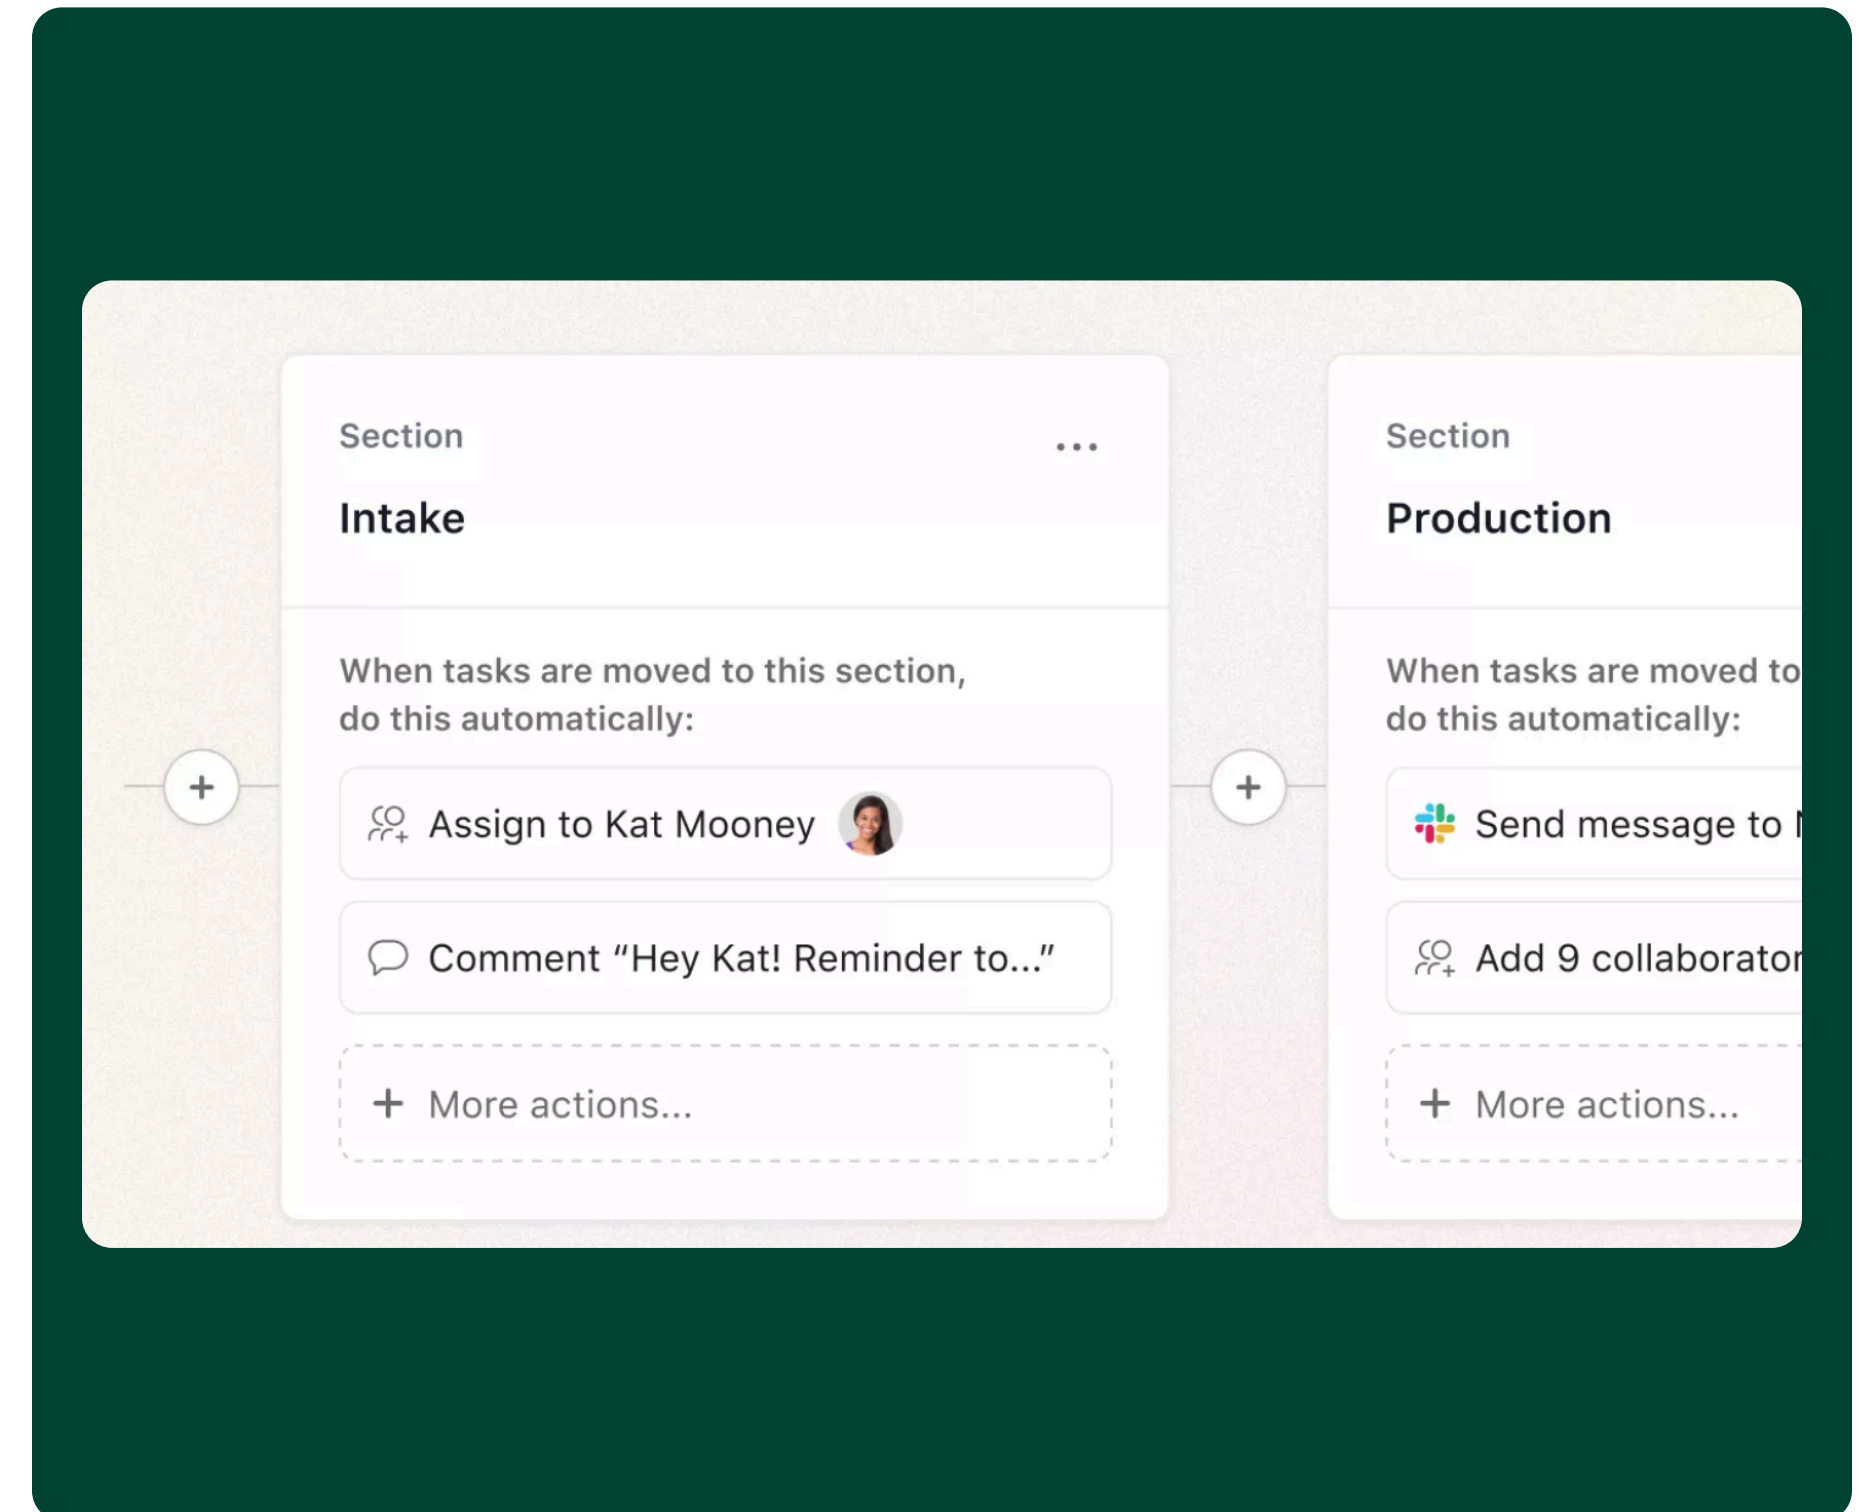 Section
Intake
When tasks are moved to this section,
do this automatically:
Assign to Kat Mooney
Comment “Hey Kat! Reminder to...”
More actions...
Section
Production
When tasks are moved to
do this automatically:
Send message to
Add 9 collaborator
More actions...